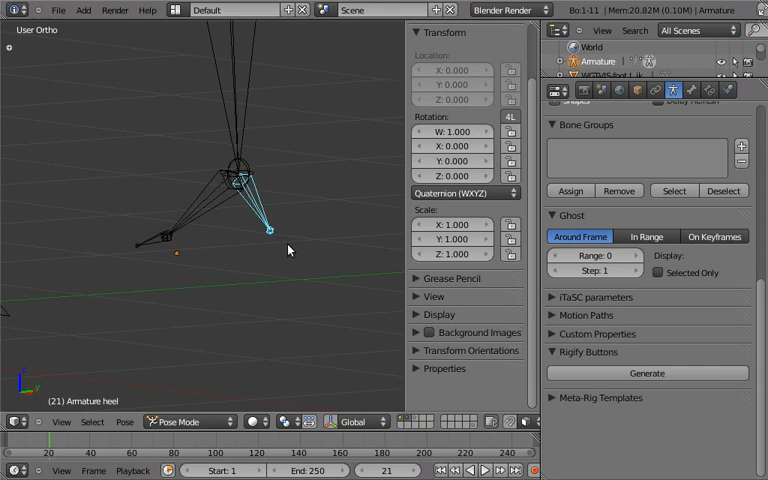 File Add Render Help Default Scene Blender Render Bo:1-11 | Mem:20.82M (0.10M) | Armature
User Ortho
Transform
Location:
X: 0.000
Y: 0.000
Z: 0.000
Rotation: 4L
W: 1.000
X: 0.000
Y: 0.000
Z: 0.000
Quaternion (WXYZ)
Scale:
X: 1.000
Y: 1.000
Z: 1.000
Grease Pencil
View
Display
Background Images
Transform Orientations
Properties
z
y
(21) Armature heel
View Select Pose Pose Mode Global
20 40 60 80 100 120 140 160 180 200 220 240
View Frame Playback Start: 1 End: 250 21
View Search All Scenes
World
Armature
Shapes Delay Refresh
Bone Groups
Assign Remove Select Deselect
Ghost
Around Frame In Range On Keyframes
Range: 0 Display:
Step: 1 Selected Only
iTaSC parameters
Motion Paths
Custom Properties
Rigify Buttons
Generate
Meta-Rig Templates